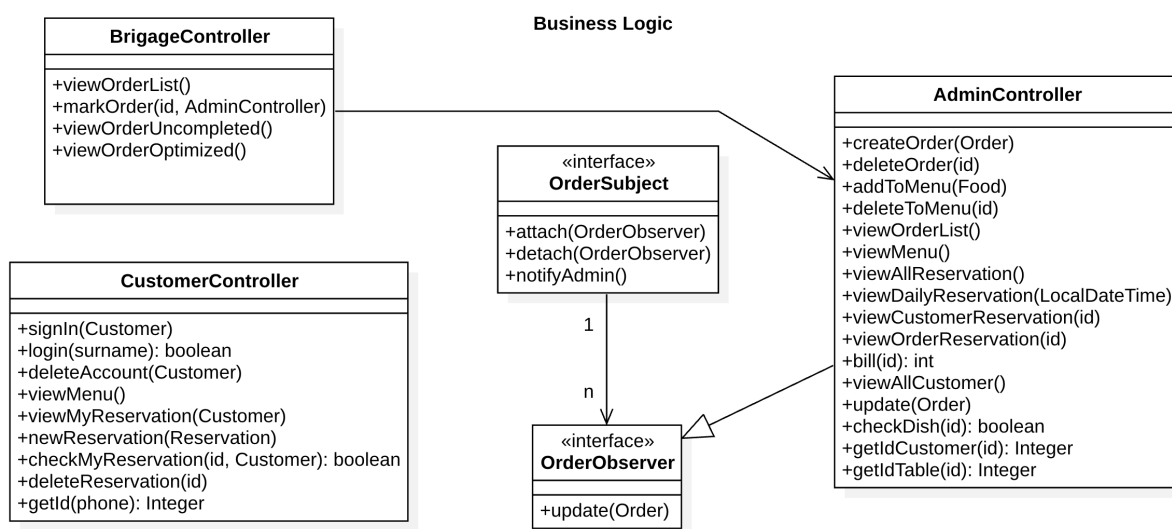 Business Logic
BrigageController
+viewOrderList()
+markOrder(id, AdminController)
+viewOrderUncompleted()
+viewOrderOptimized()
«interface»
OrderSubject
+attach(OrderObserver)
+detach(OrderObserver)
+notifyAdmin()
AdminController
+createOrder(Order)
+deleteOrder(id)
+addToMenu(Food)
+deleteToMenu(id)
+viewOrderList()
+viewMenu()
+viewAllReservation()
+viewDailyReservation(LocalDateTime)
+viewCustomerReservation(id)
+viewOrderReservation(id)
+bill(id): int
+viewAllCustomer()
+update(Order)
+checkDish(id): boolean
+getIdCustomer(id): Integer
+getIdTable(id): Integer
CustomerController
+signIn(Customer)
+login(surname): boolean
+deleteAccount(Customer)
+viewMenu()
+viewMyReservation(Customer)
+newReservation(Reservation)
+checkMyReservation(id, Customer): boolean
+deleteReservation(id)
+getId(phone): Integer
1
n
«interface»
OrderObserver
+update(Order)